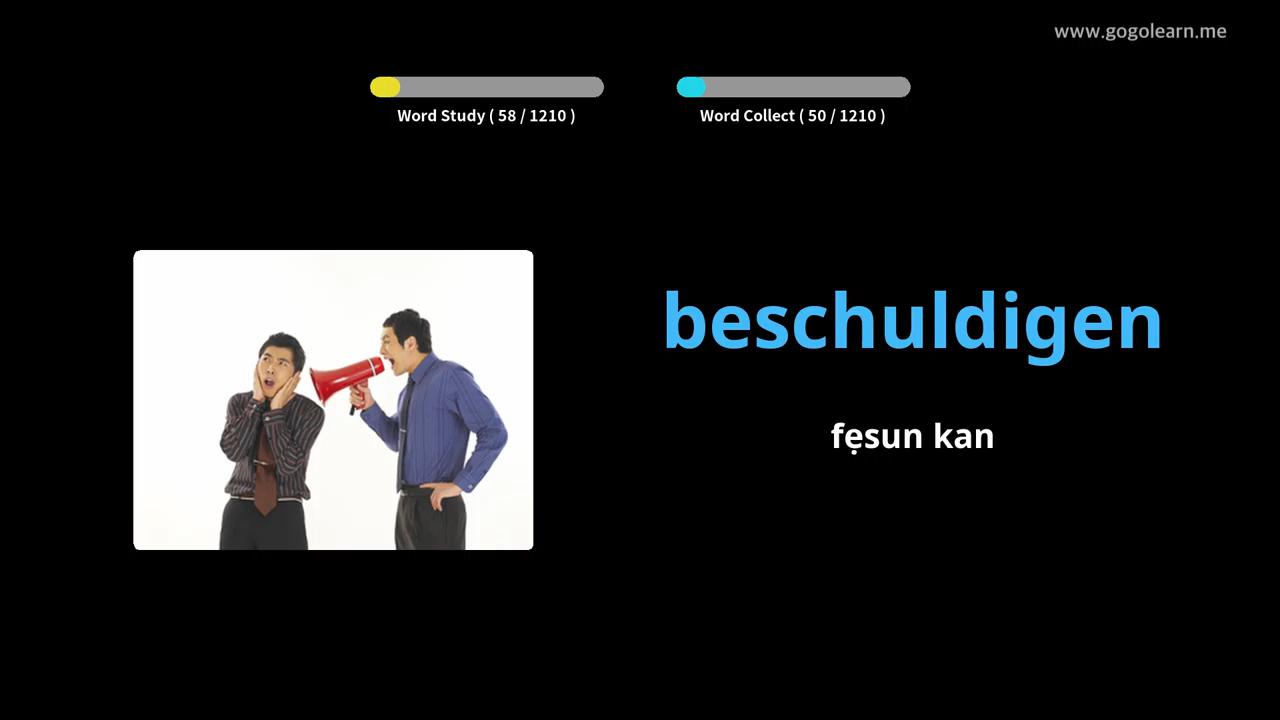 www.gogolearn.me
Word Study ( 58 / 1210 )
Word Collect ( 50 / 1210 )
beschuldigen
fẹsun kan